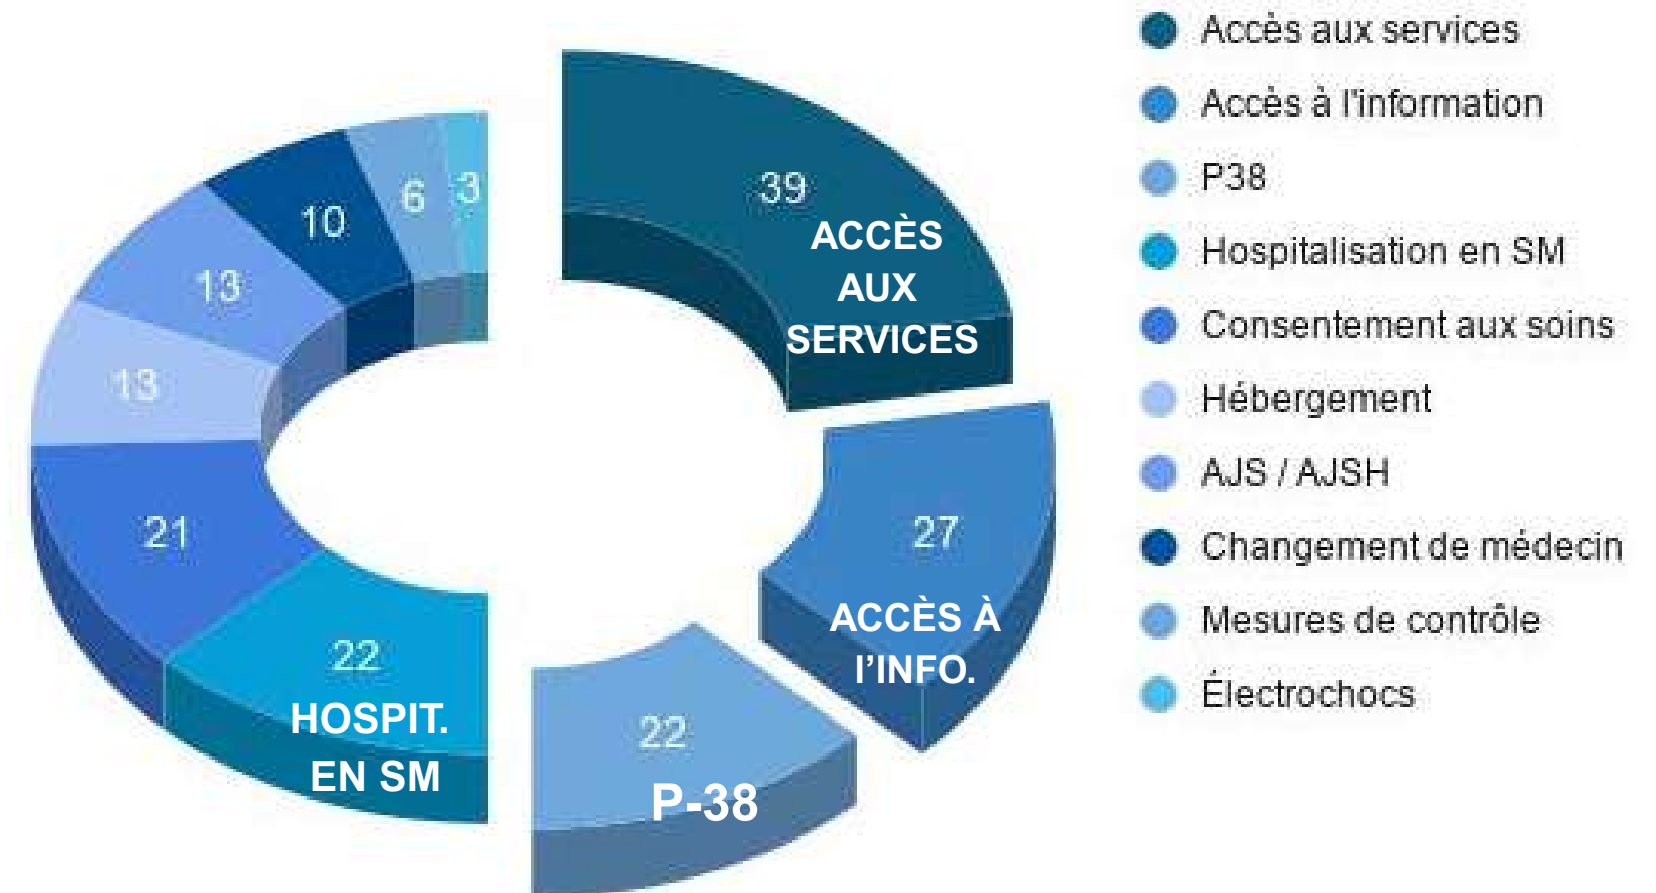 39
ACCÈS
AUX
SERVICES
27
ACCÈS À
l'INFO.
22
P-38
22
HOSPIT.
EN SM
21
13
13
10
6
3
Accès aux services
Accès à l'information
P38
Hospitalisation en SM
Consentement aux soins
Hébergement
AJS / AJSH
Changement de médecin
Mesures de contrôle
Électrochocs